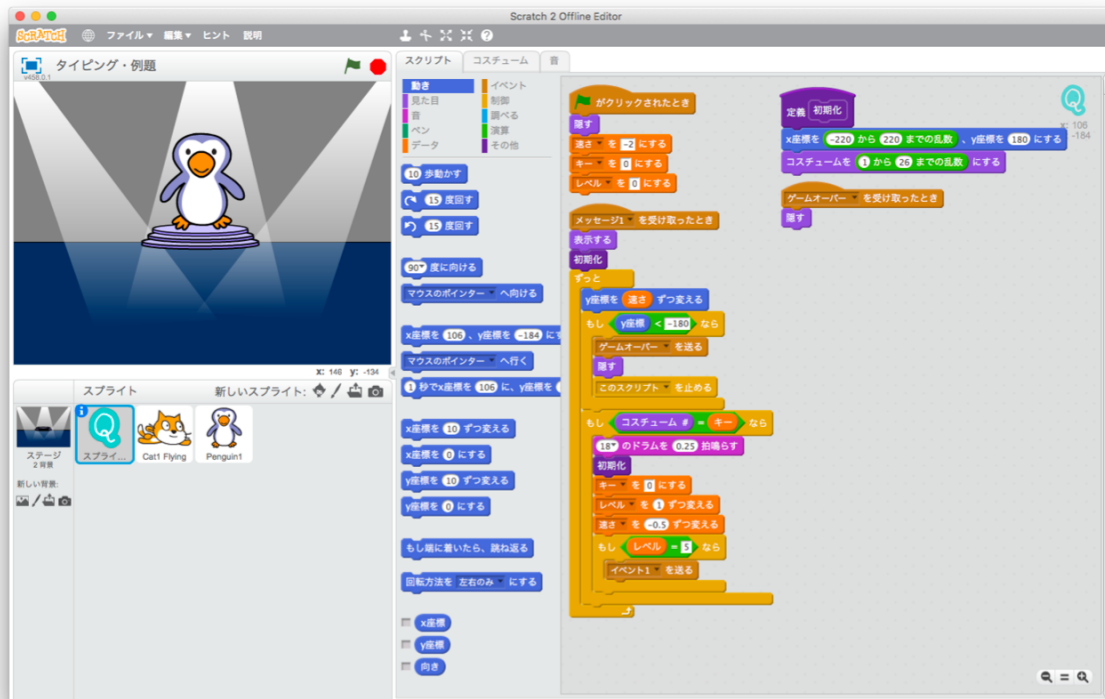 Scratch 2 Offline Editor
SCRATCH ファイル▼ 編集▼ ヒント 説明
v456.0.1 タイピング・例題
x: 146 y: -134
スプライト 新しいスプライト:
ステージ
2 背景
新しい背景:
スプライ...
Cat1 Flying
Penguin1
スクリプト コスチューム 音
動き イベント
見た目 制御
音 調べる
ペン 演算
データ その他
10 歩動かす
15 度回す
15 度回す
90▼ 度に向ける
マウスのポインター▼ へ向ける
x座標を 106 、y座標を -184 にす
マウスのポインター▼ へ行く
1 秒でx座標を 106 に、y座標を
x座標を 10 ずつ変える
x座標を 0 にする
y座標を 10 ずつ変える
y座標を 0 にする
もし端に着いたら、跳ね返る
回転方法を 左右のみ▼ にする
x座標
y座標
向き
がクリックされたとき
隠す
速さ▼ を -2 にする
キー▼ を 0 にする
レベル▼ を 0 にする
メッセージ1▼ を受け取ったとき
表示する
初期化
ずっと
y座標を 速さ ずつ変える
もし y座標 < -180 なら
ゲームオーバー▼ を送る
隠す
このスクリプト▼ を止める
もし コスチューム # = キー なら
18▼ のドラムを 0.25 拍鳴らす
初期化
キー▼ を 0 にする
レベル▼ を 1 ずつ変える
速さ▼ を -0.5 ずつ変える
もし レベル = 5 なら
イベント1▼ を送る
定義 初期化
x座標を -220 から 220 までの乱数 、y座標を 180 にする
コスチュームを 1 から 26 までの乱数 にする
ゲームオーバー▼ を受け取ったとき
隠す
Q
x: 106
y: -184